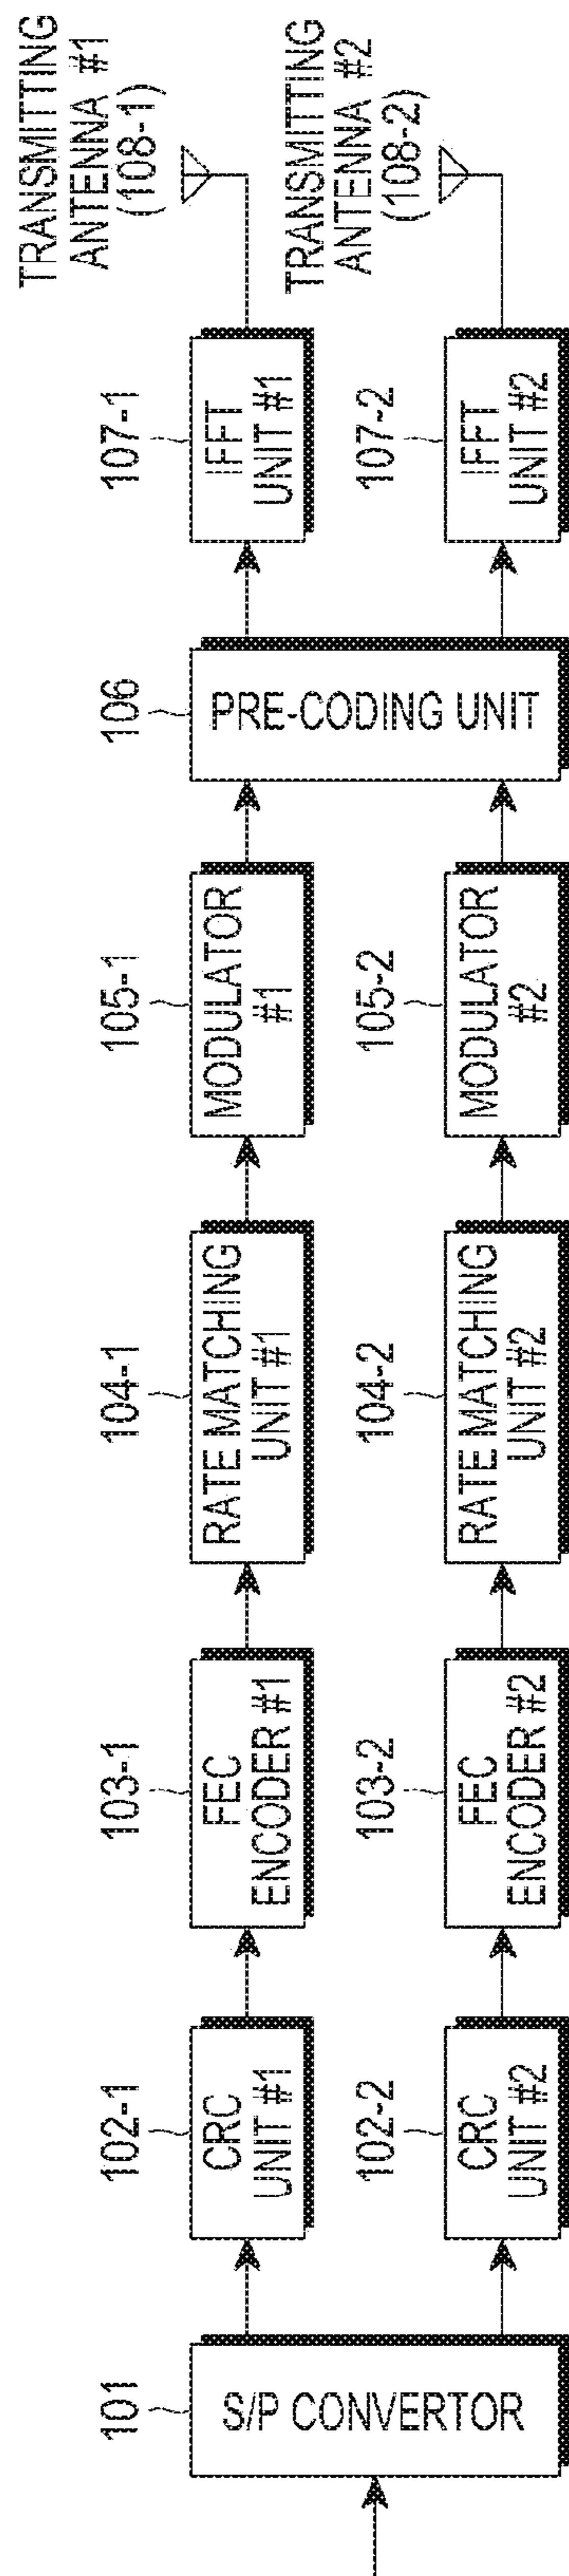 101
S/P CONVERTOR
102-1
CRC
UNIT #1
102-2
CRC
UNIT #2
103-1
FEC
ENCODER #1
103-2
FEC
ENCODER #2
104-1
RATE MATCHING
UNIT #1
104-2
RATE MATCHING
UNIT #2
105-1
MODULATOR
#1
105-2
MODULATOR
#2
106
PRE-CODING UNIT
107-1
IFFT
UNIT #1
107-2
IFFT
UNIT #2
TRANSMITTING
ANTENNA #1
(108-1)
TRANSMITTING
ANTENNA #2
(108-2)